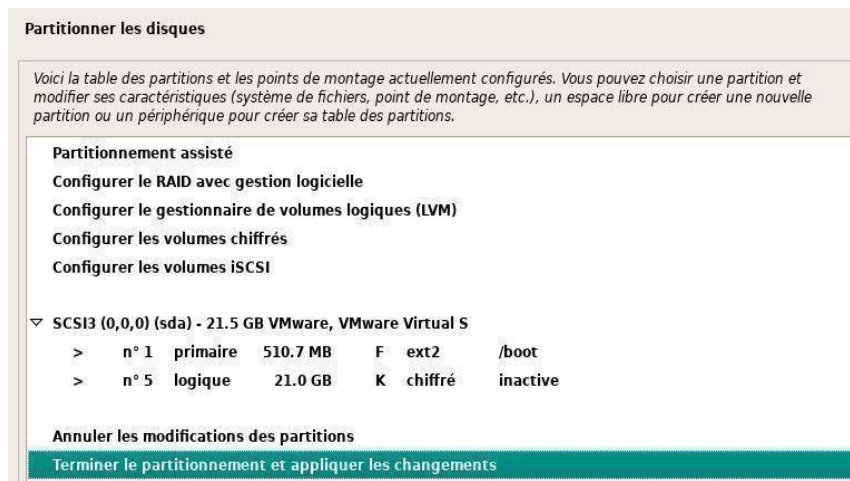 Partitionner les disques
Voici la table des partitions et les points de montage actuellement configurés. Vous pouvez choisir une partition et
modifier ses caractéristiques (système de fichiers, point de montage, etc.), un espace libre pour créer une nouvelle
partition ou un périphérique pour créer sa table des partitions.
Partitionnement assisté
Configurer le RAID avec gestion logicielle
Configurer le gestionnaire de volumes logiques (LVM)
Configurer les volumes chiffrés
Configurer les volumes iSCSI
SCSI3 (0,0,0) (sda) - 21.5 GB VMware, VMware Virtual S
> n° 1 primaire 510.7 MB F ext2 /boot
> n° 5 logique 21.0 GB K chiffré inactive
Annuler les modifications des partitions
Terminer le partitionnement et appliquer les changements